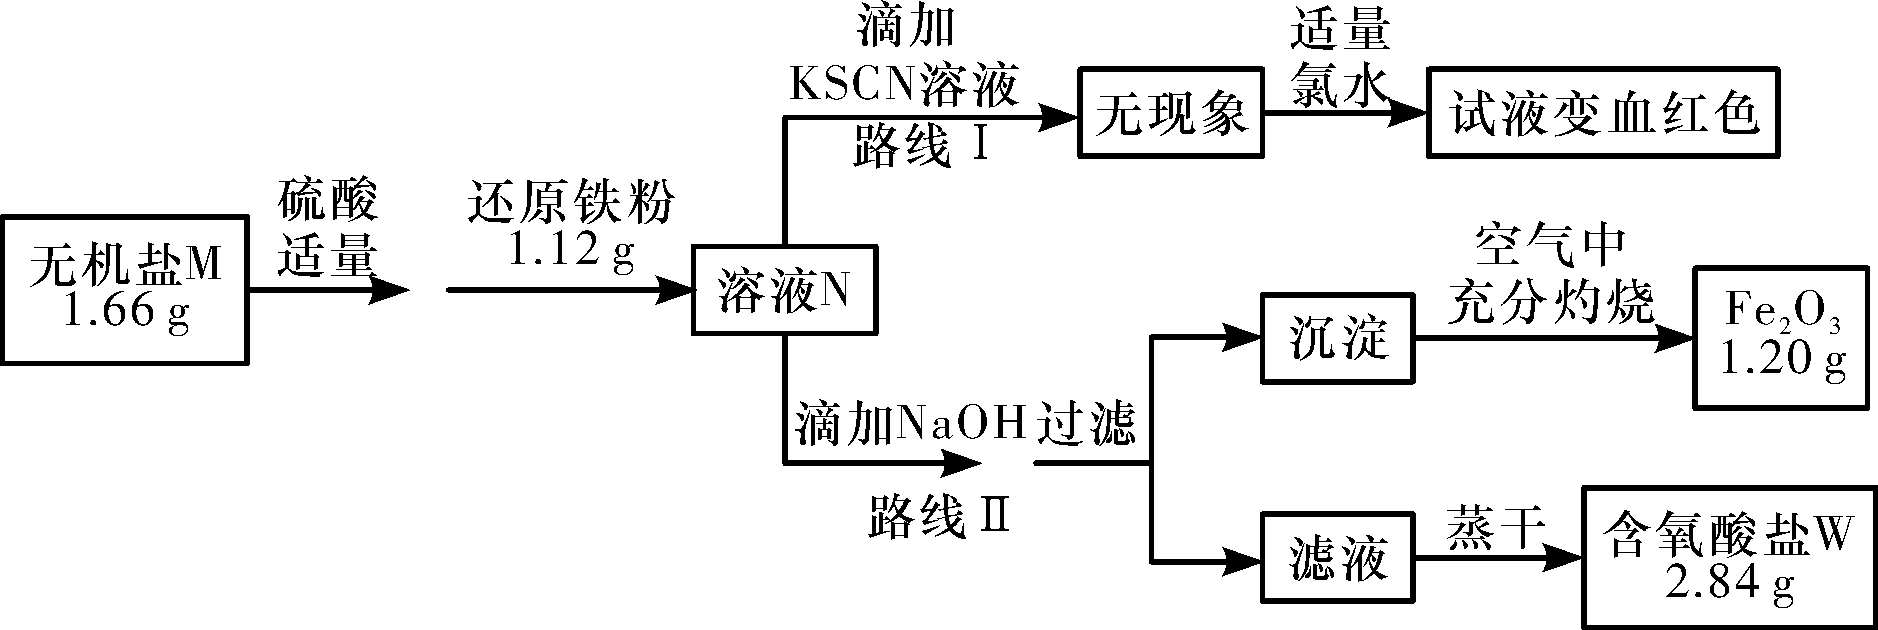 无机盐M
1.66 g
硫酸
适量
还原铁粉
1.12 g
溶液N
滴加
KSCN溶液
路线Ⅰ
无现象
适量
氯水
试液变血红色
滴加NaOH
路线Ⅱ
过滤
沉淀
空气中
充分灼烧
Fe₂O₃
1.20 g
滤液
蒸干
含氧酸盐W
2.84 g